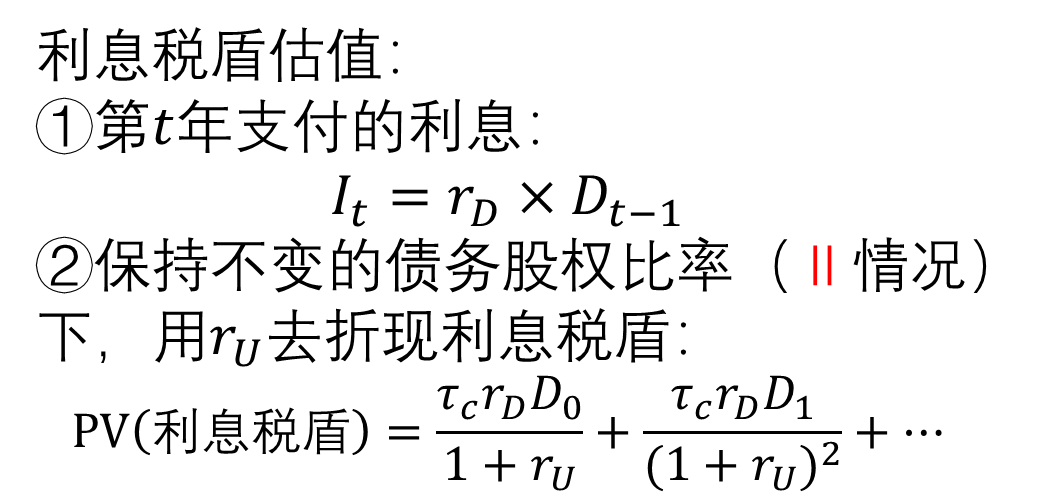 利息税盾估值：
①第t年支付的利息：
I_t = r_D × D_{t−1}
②保持不变的债务股权比率（II情况）
下，用r_U去折现利息税盾：
PV(利息税盾) = \frac{τ_c r_D D_0}{1 + r_U} + \frac{τ_c r_D D_1}{(1 + r_U)^2} + ⋯